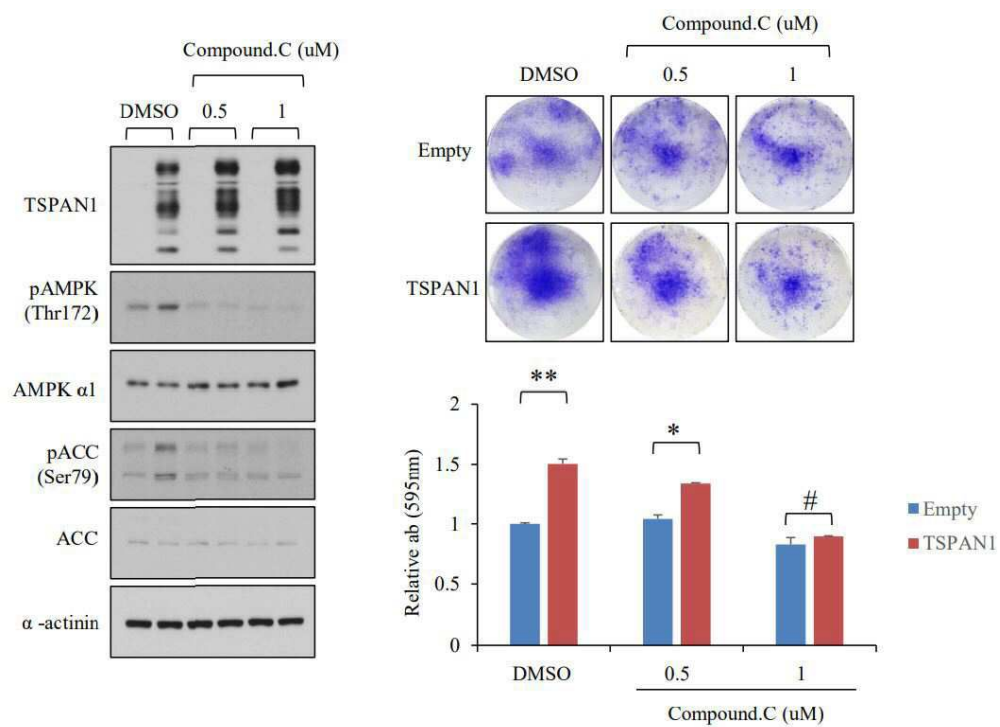 Compound.C (uM)
DMSO
0.5
1
TSPAN1
pAMPK
(Thr172)
AMPK α1
pACC
(Ser79)
ACC
α -actinin
Compound.C (uM)
DMSO
0.5
1
Empty
TSPAN1
Relative ab (595nm)
2
1.5
1
0.5
0
**
*
#
Empty
TSPAN1
DMSO
0.5
1
Compound.C (uM)